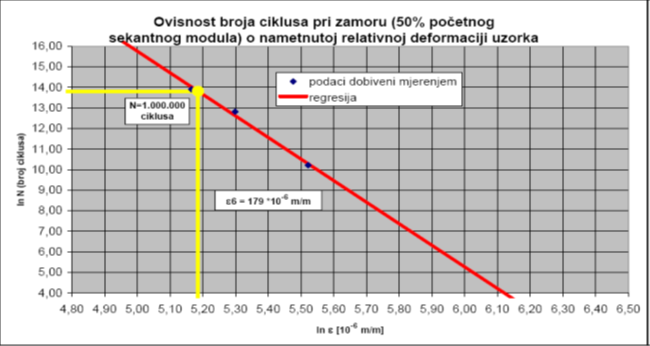 Ovisnost broja ciklusa pri zamoru (50% početnog
sekantnog modula) o nametnutoj relativnoj deformaciji uzorka
16,00
15,00
14,00
13,00
12,00
11,00
10,00
9,00
8,00
7,00
6,00
5,00
4,00
ln N (broj ciklusa)
podaci dobiveni mjerenjem
regresija
N=1.000.000
ciklusa
ε6 = 179 *10⁻⁶ m/m
4,80 4,90 5,00 5,10 5,20 5,30 5,40 5,50 5,60 5,70 5,80 5,90 6,00 6,10 6,20 6,30 6,40 6,50
ln ε [10⁻⁶ m/m]